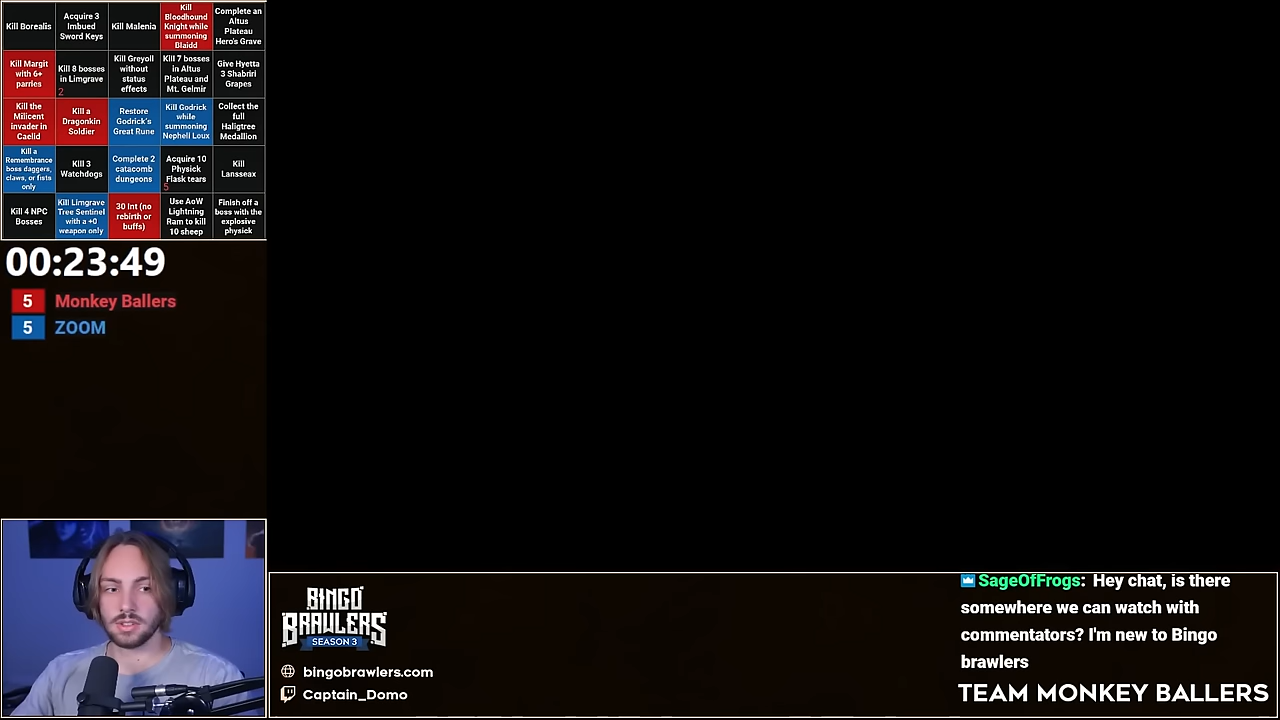 Kill Borealis
Acquire 3
Imbued
Sword Keys
Kill Malenia
Kill
Bloodhound
Knight while
summoning
Blaidd
Complete an
Altus
Plateau
Hero's Grave
Kill Margit
with 6+
parries
Kill 8 bosses
in Limgrave
2
Kill Greyoll
without
status
effects
Kill 7 bosses
in Altus
Plateau and
Mt. Gelmir
Give Hyetta
3 Shabriri
Grapes
Kill the
Milicent
invader in
Caelid
Kill a
Dragonkin
Soldier
Restore
Godrick's
Great Rune
Kill Godrick
while
summoning
Nephell Loux
Collect the
full
Haligtree
Medallion
Kill a
Remembrance
boss daggers,
claws, or fists
only
Kill 3
Watchdogs
Complete 2
catacomb
dungeons
Acquire 10
Physick
Flask tears
5
Kill
Lansseax
Kill 4 NPC
Bosses
Kill Limgrave
Tree Sentinel
with a +0
weapon only
30 Int (no
rebirth or
buffs)
Use AoW
Lightning
Ram to kill
10 sheep
Finish off a
boss with the
explosive
physick
00:23:49
5 Monkey Ballers
5 ZOOM
BINGO
BRAWLERS
SEASON 3
bingobrawlers.com
Captain_Domo
SageOfFrogs: Hey chat, is there
somewhere we can watch with
commentators? I'm new to Bingo
brawlers
TEAM MONKEY BALLERS